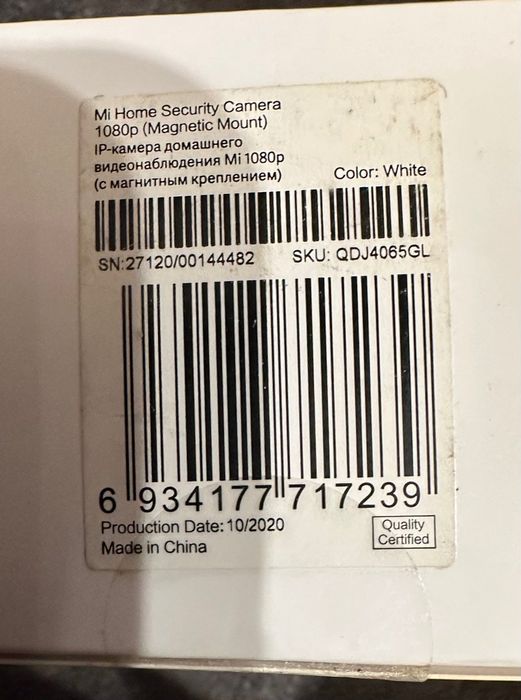 Mi Home Security Camera
1080p (Magnetic Mount)
IP-камера домашнего
видеонаблюдения Mi 1080p
(с магнитным креплением) Color: White
SN:27120/00144482 SKU: QDJ4065GL
6 934177 717239
Production Date: 10/2020
Made in China
Quality
Certified